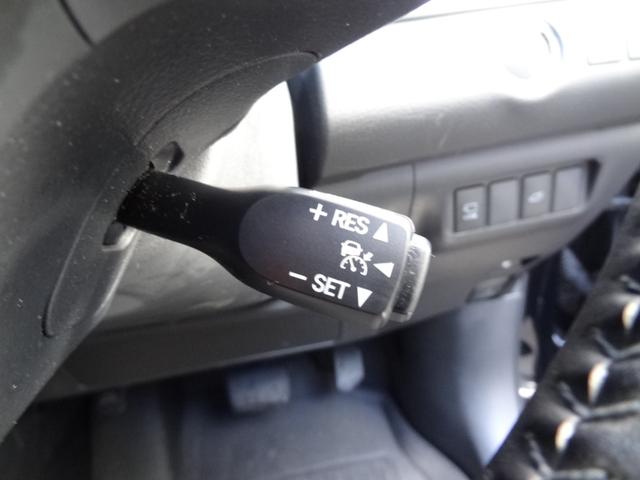 + RES ▲
◀
− SET ▼